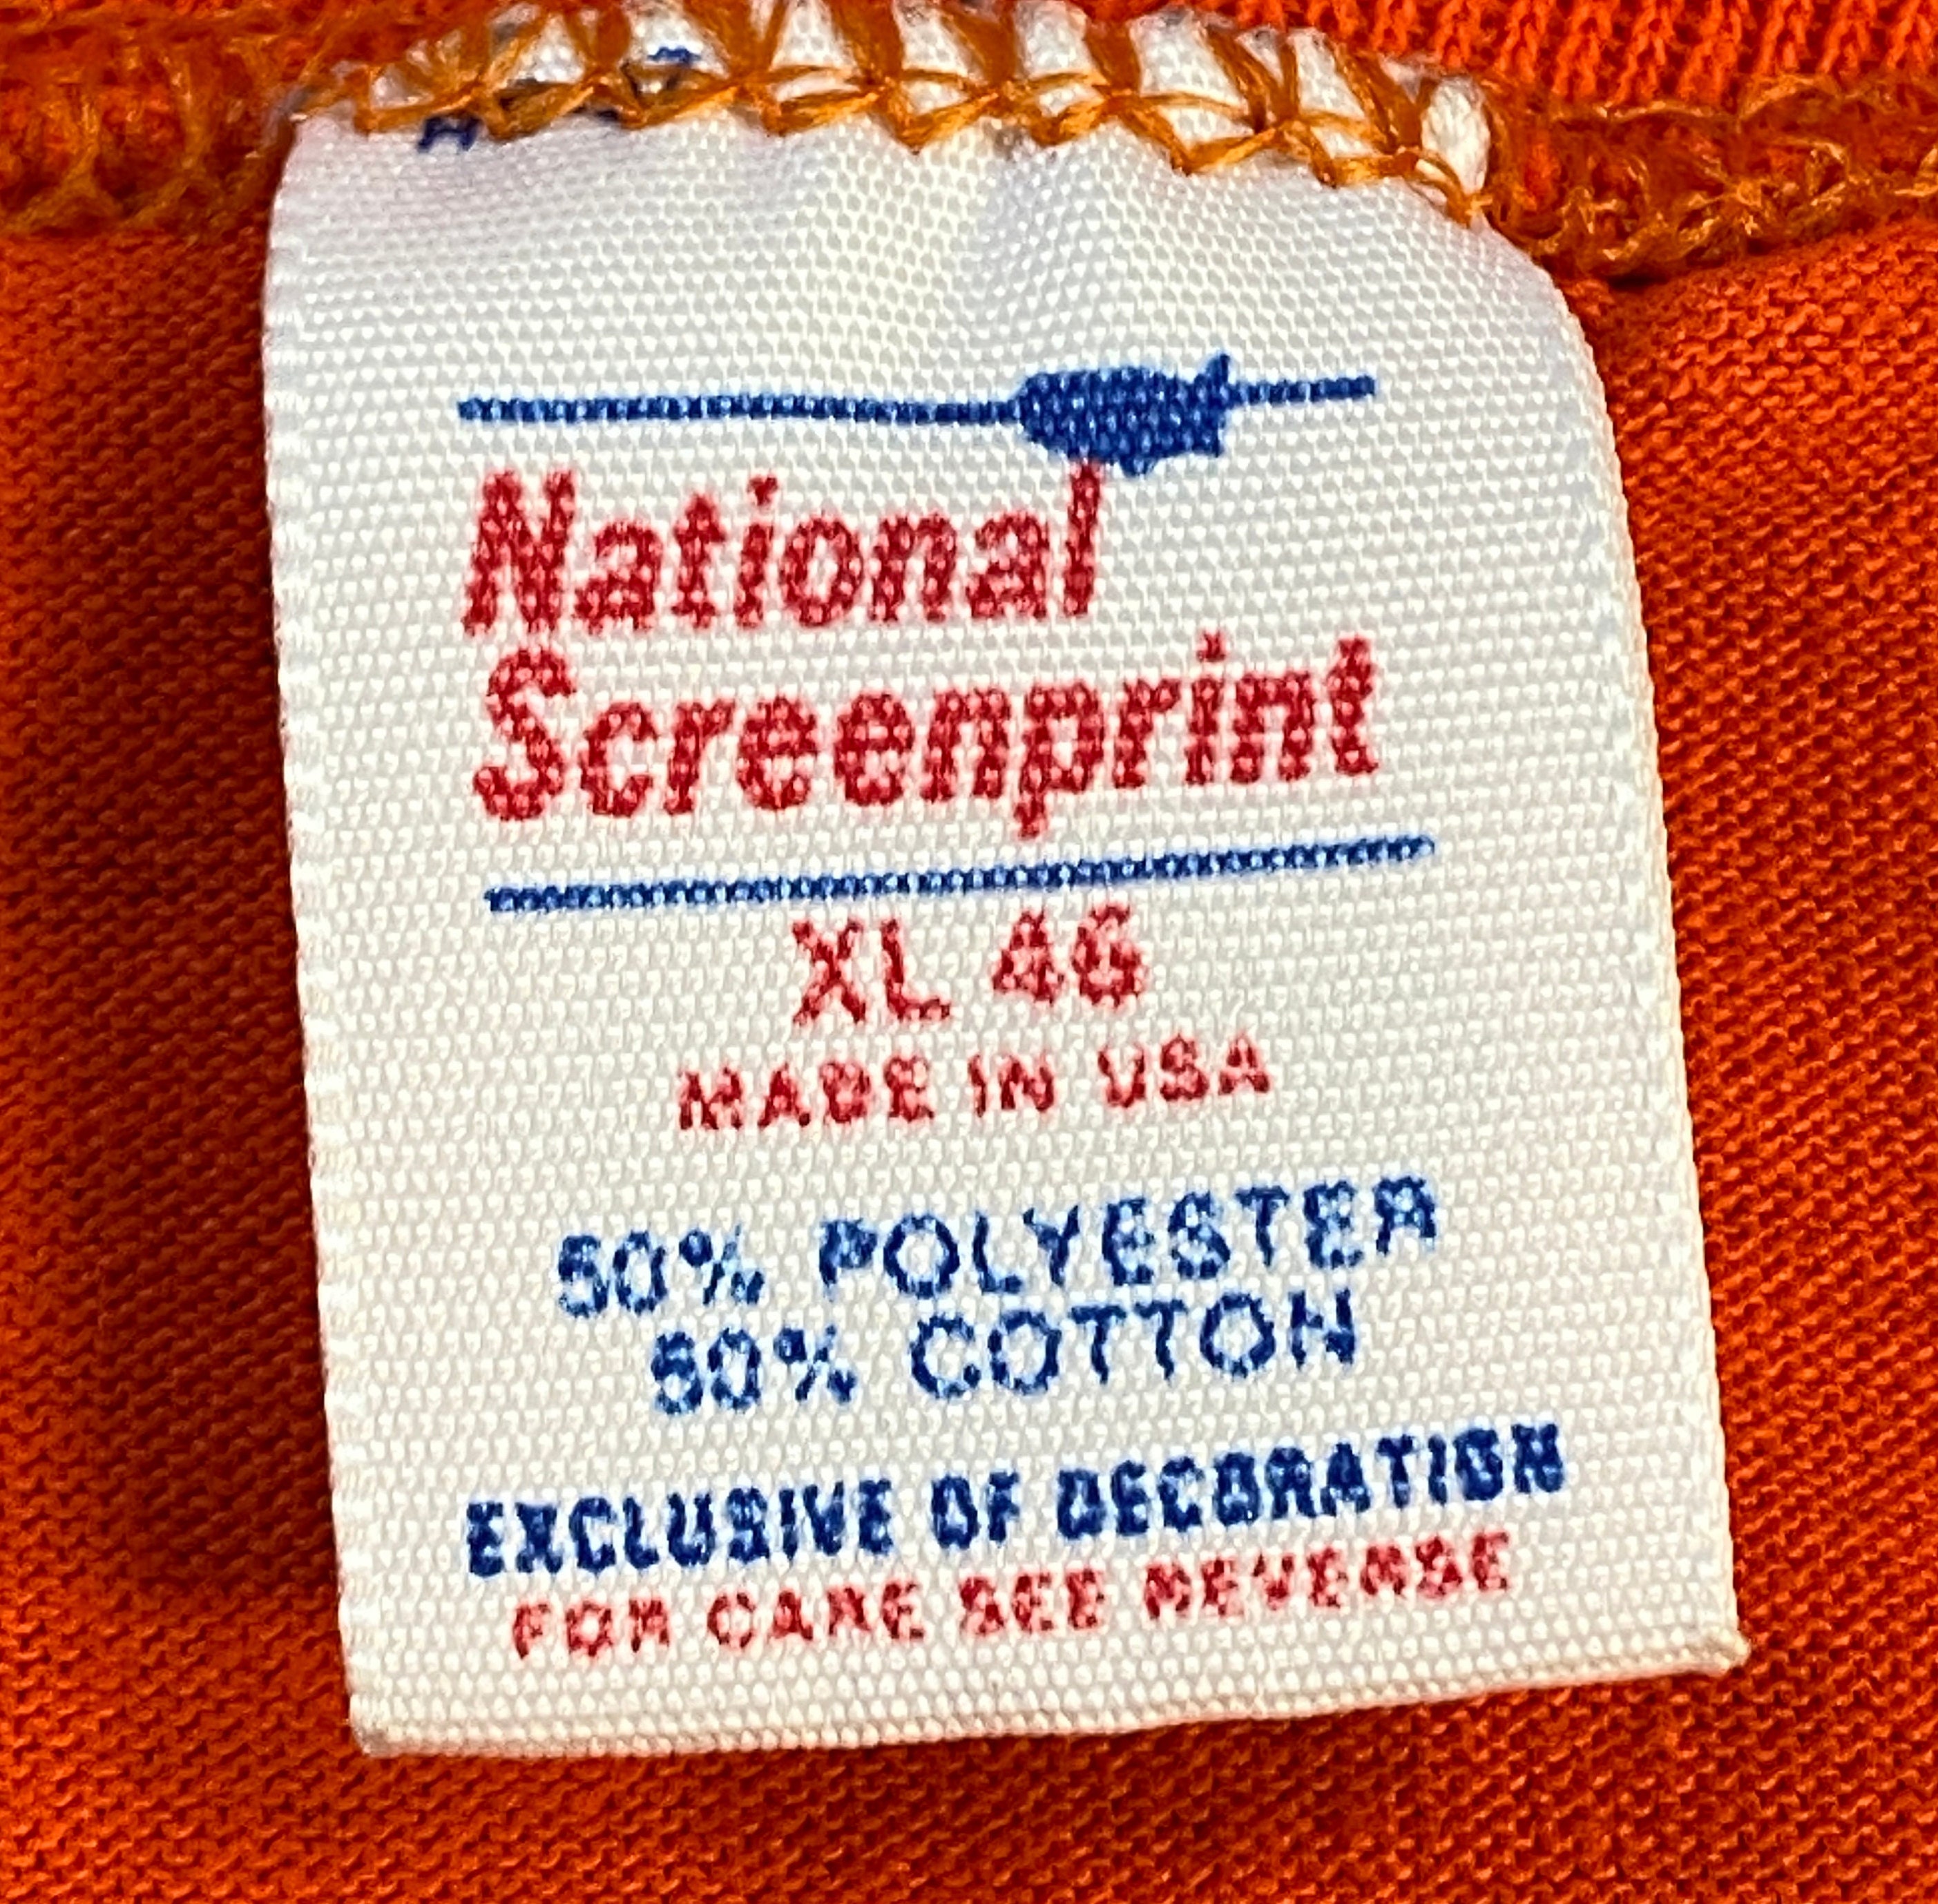 National
Screenprint
XL 46
MADE IN USA
50% POLYESTER
50% COTTON
EXCLUSIVE OF DECORATION
FOR CARE SEE REVERSE